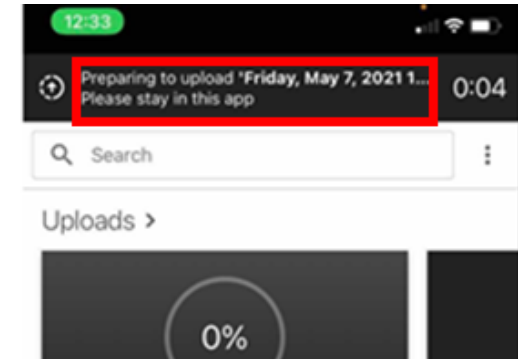 12:33
Preparing to upload "Friday, May 7, 2021 1...
Please stay in this app
0:04
Search
Uploads >
0%